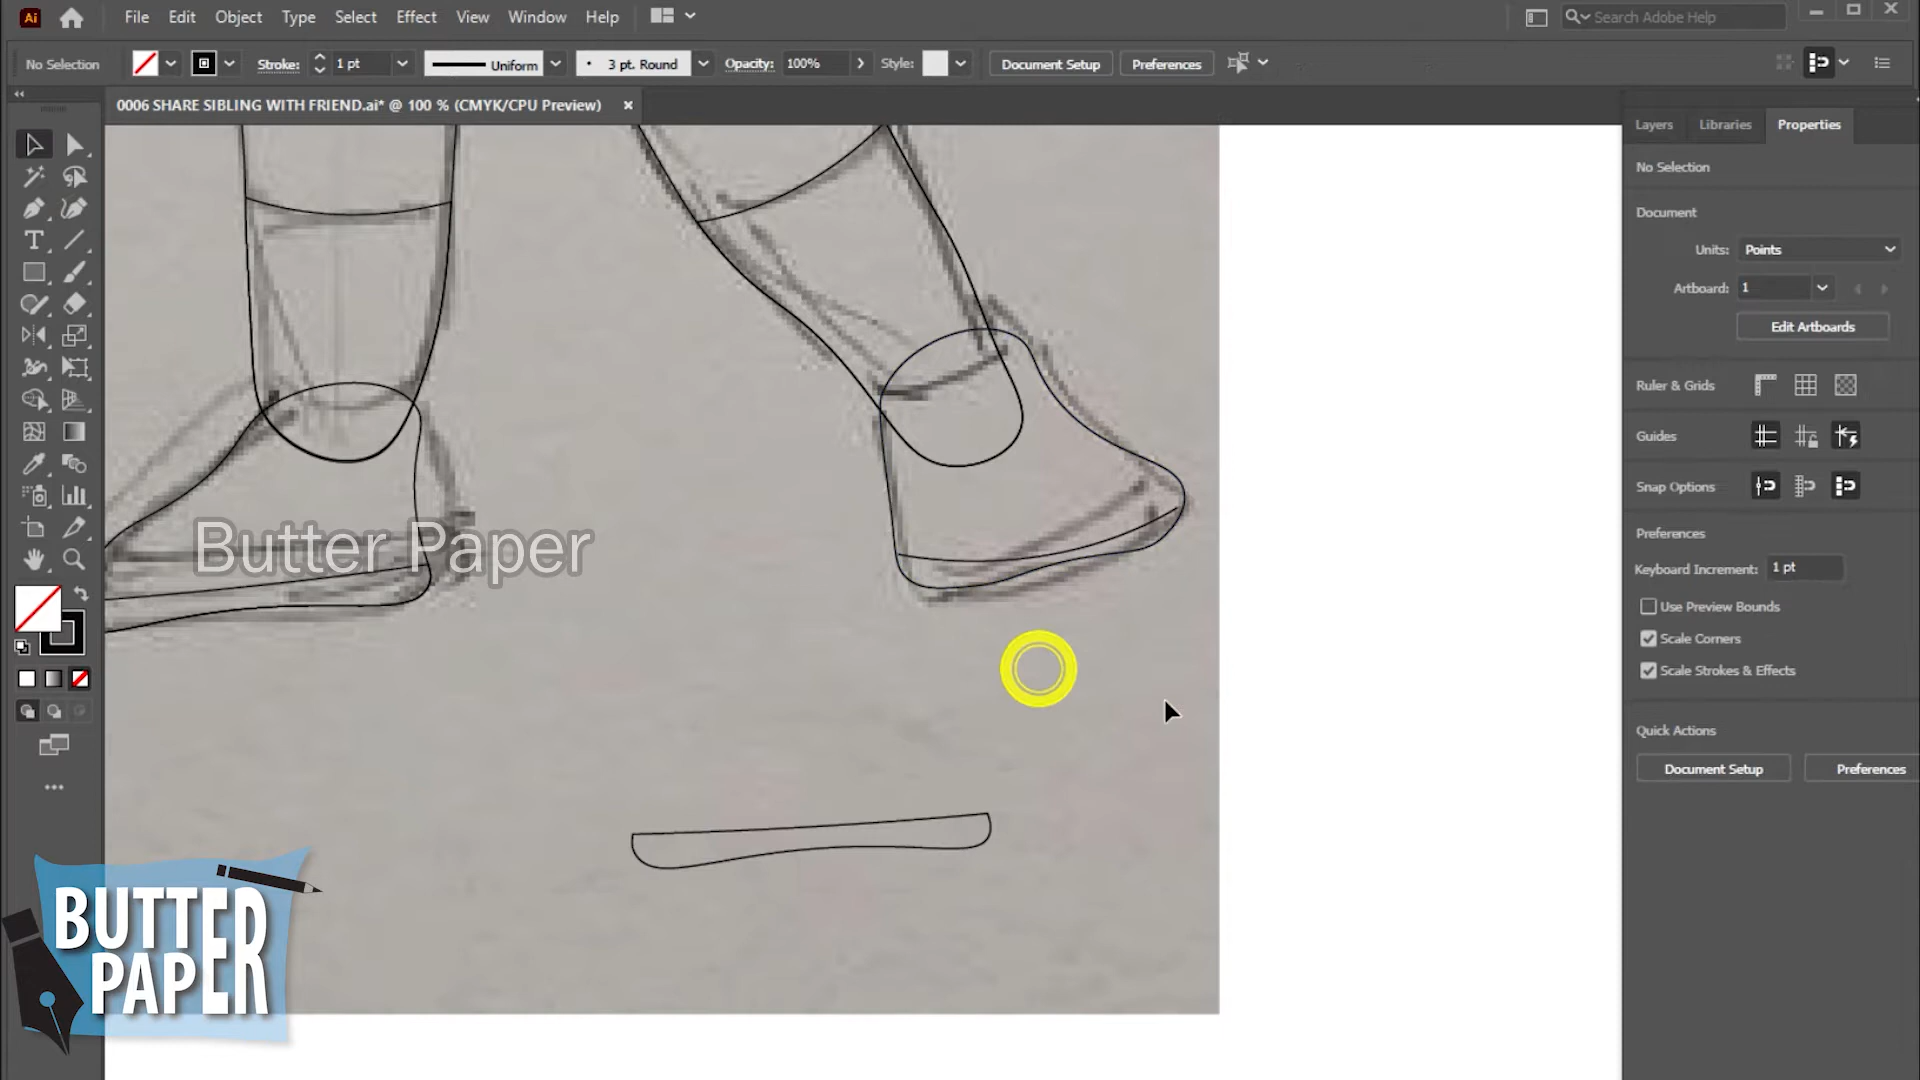 Ai
File Edit Object Type Select Effect View Window Help
Search Adobe Help
No Selection
Stroke: 1 pt
Uniform
3 pt. Round
Opacity: 100%
Style:
Document Setup
Preferences
0006 SHARE SIBLING WITH FRIEND.ai* @ 100 % (CMYK/CPU Preview)
Layers Libraries Properties
No Selection
Document
Units: Points
Artboard: 1
Edit Artboards
Ruler & Grids
Guides
Snap Options
Preferences
Keyboard Increment: 1 pt
Use Preview Bounds
Scale Corners
Scale Strokes & Effects
Quick Actions
Document Setup
Preferences
Butter Paper
BUTTER
PAPER